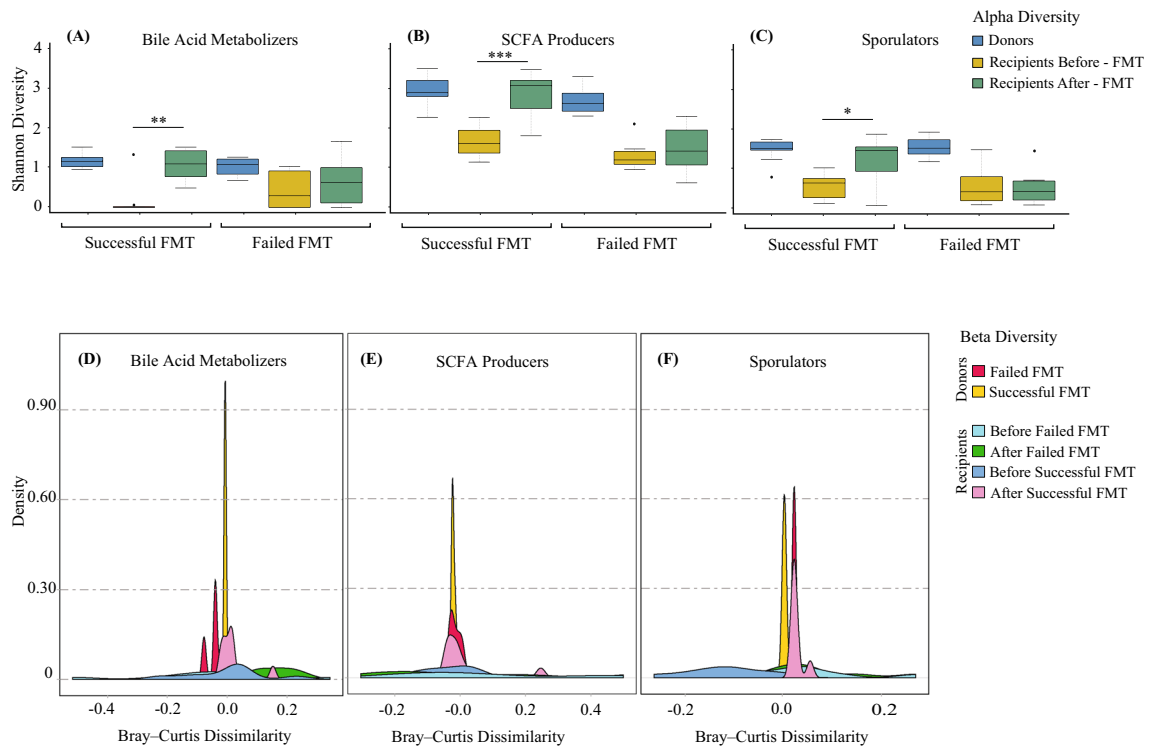 (A)
Bile Acid Metabolizers
(B)
SCFA Producers
(C)
Sporulators
Alpha Diversity
Donors
Recipients Before - FMT
Recipients After - FMT
Shannon Diversity
4
3
2
1
0
**
***
*
Successful FMT
Failed FMT
Successful FMT
Failed FMT
Successful FMT
Failed FMT
(D)
Bile Acid Metabolizers
(E)
SCFA Producers
(F)
Sporulators
Beta Diversity
Donors
Failed FMT
Successful FMT
Recipients
Before Failed FMT
After Failed FMT
Before Successful FMT
After Successful FMT
Density
0.90
0.60
0.30
0
-0.4 -0.2 0.0 0.2
-0.2 -0.0 0.2 0.4
-0.2 0.0 0.2
Bray–Curtis Dissimilarity
Bray–Curtis Dissimilarity
Bray–Curtis Dissimilarity